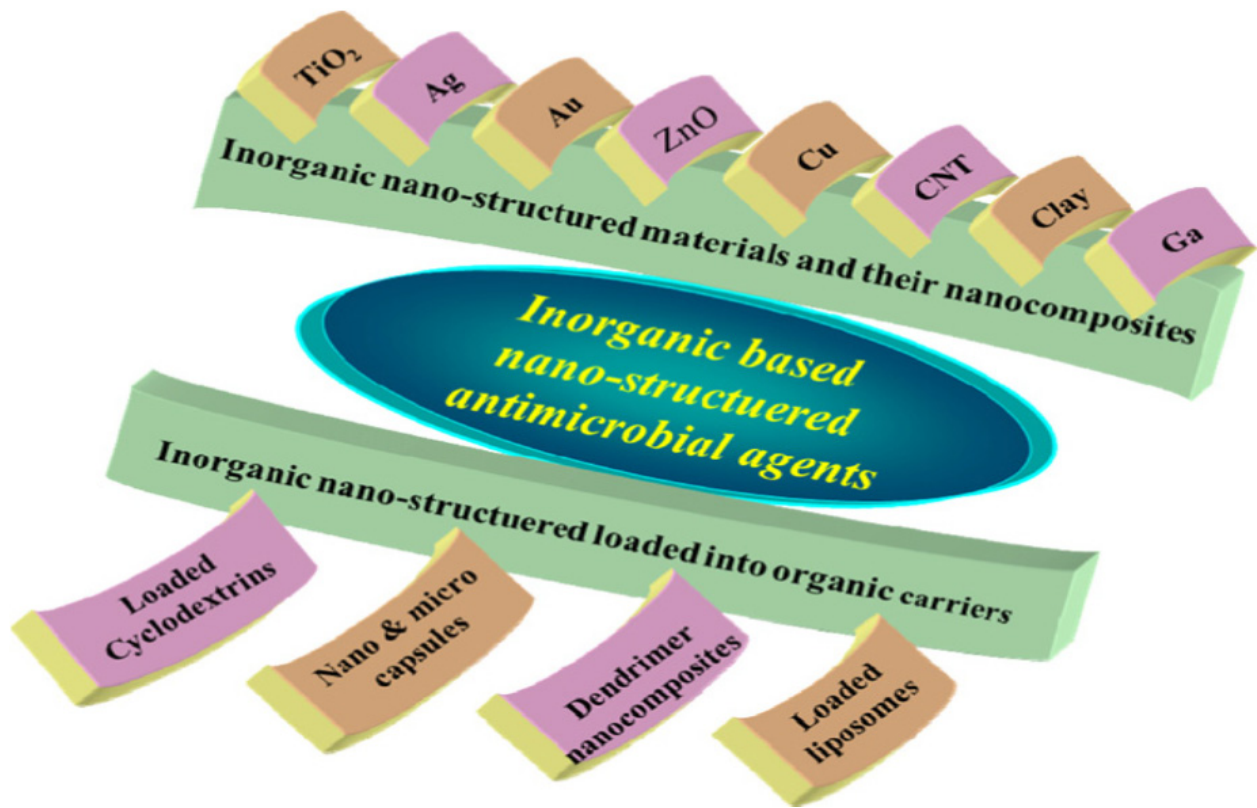 TiO₂
Ag
Au
ZnO
Cu
CNT
Clay
Ga
Inorganic nano-structured materials and their nanocomposites
Inorganic based
nano-structuered
antimicrobial agents
Inorganic nano-structuered loaded into organic carriers
Loaded
Cyclodextrins
Nano & micro
capsules
Dendrimer
nanocomposites
Loaded
liposomes